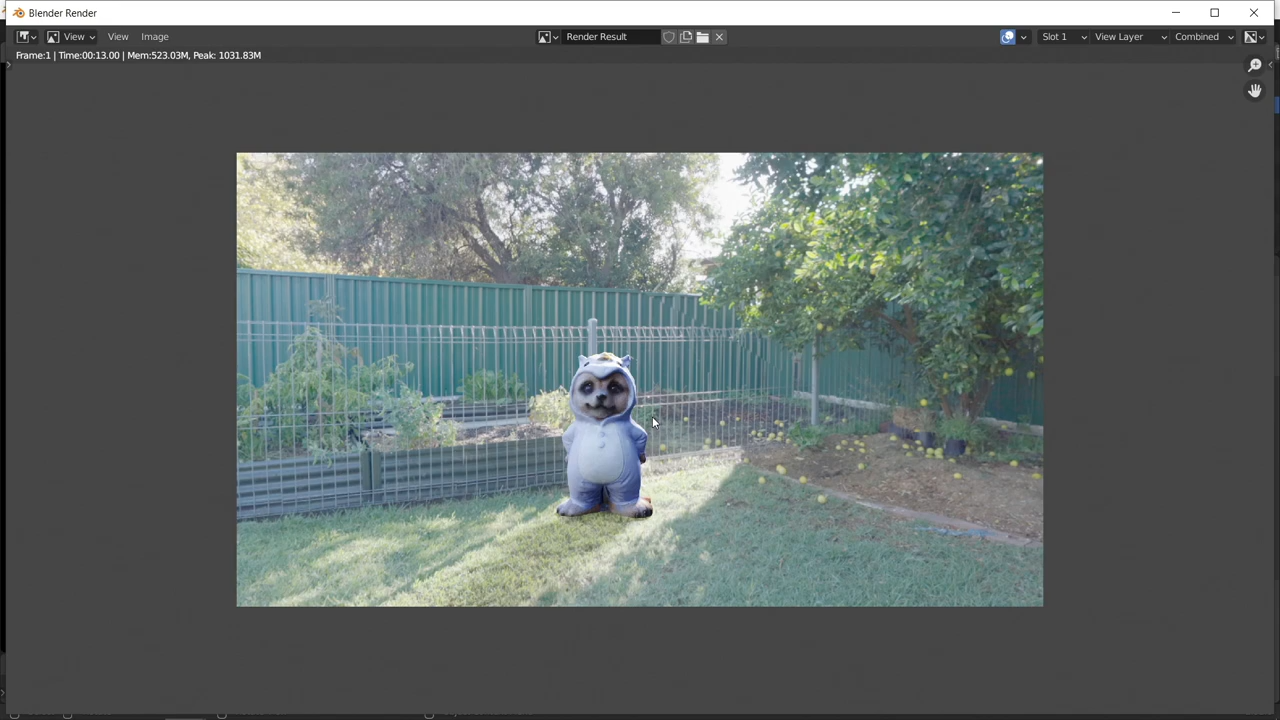 Blender Render
View View Image Render Result Slot 1 View Layer Combined
Frame:1 | Time:00:13.00 | Mem:523.03M, Peak: 1031.83M